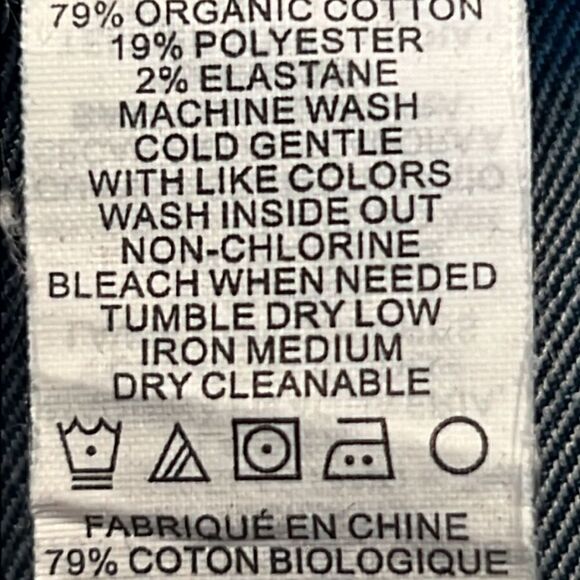 79% ORGANIC COTTON
19% POLYESTER
2% ELASTANE
MACHINE WASH
COLD GENTLE
WITH LIKE COLORS
WASH INSIDE OUT
NON-CHLORINE
BLEACH WHEN NEEDED
TUMBLE DRY LOW
IRON MEDIUM
DRY CLEANABLE
FABRIQUÉ EN CHINE
79% COTON BIOLOGIQUE